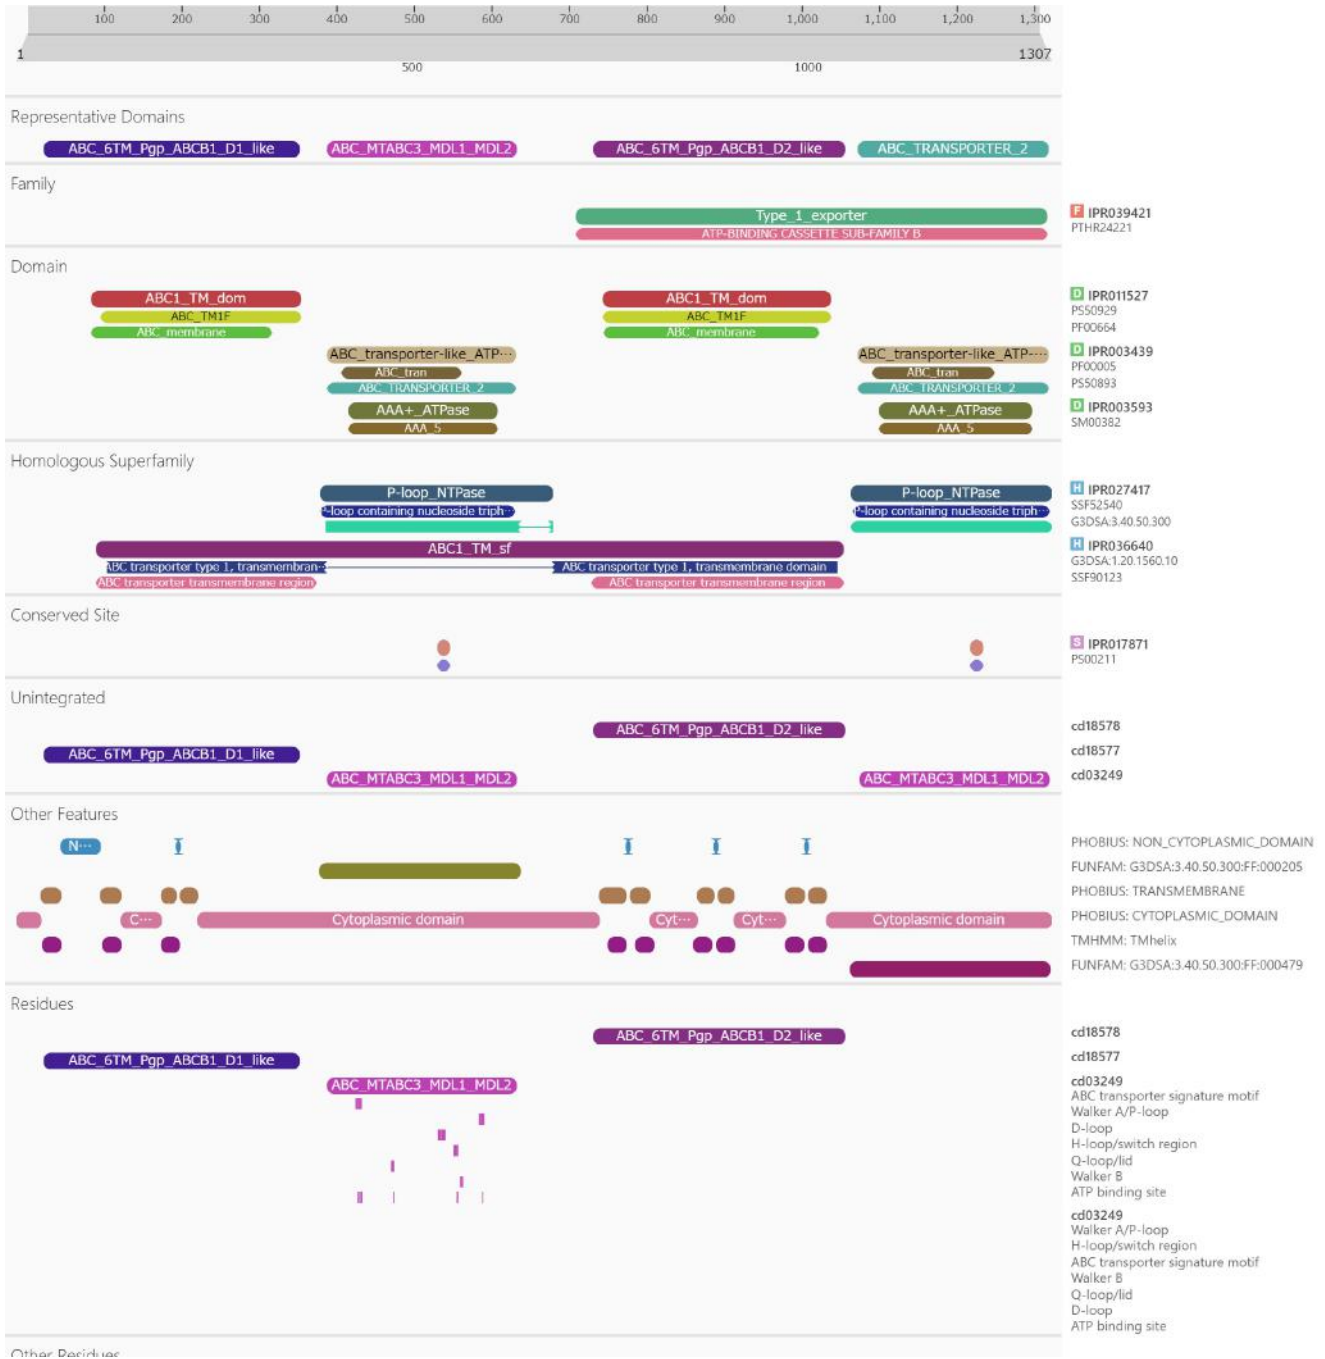 100 200 300 400 500 600 700 800 900 1,000 1,100 1,200 1,300
1 1307
500 1000
Representative Domains
ABC_6TM_Pgp_ABCB1_D1_like ABC_MTABC3_MDL1_MDL2 ABC_6TM_Pgp_ABCB1_D2_like ABC_TRANSPORTER_2
Family
Type_1_exporter F IPR039421
ATP-BINDING CASSETTE SUB-FAMILY B PTHR24221
Domain
ABC1_TM_dom ABC1_TM_dom D IPR011527
ABC_TM1F ABC_TM1F PS50929
ABC_membrane ABC_membrane PF00664
ABC_transporter-like_ATP··· ABC_transporter-like_ATP-··· D IPR003439
ABC_tran ABC_tran PF00005
ABC_TRANSPORTER_2 ABC_TRANSPORTER_2 PS50893
AAA+_ATPase AAA+_ATPase D IPR003593
AAA_5 AAA_5 SM00382
Homologous Superfamily
P-loop_NTPase P-loop_NTPase H IPR027417
P-loop containing nucleoside triph··· P-loop containing nucleoside triph··· SSF52540
G3DSA:3.40.50.300
ABC1_TM_sf H IPR036640
ABC transporter type 1, transmembran··· ABC transporter type 1, transmembrane domain G3DSA:1.20.1560.10
ABC transporter transmembrane region ABC transporter transmembrane region SSF90123
Conserved Site
S IPR017871
PS00211
Unintegrated
ABC_6TM_Pgp_ABCB1_D2_like cd18578
ABC_6TM_Pgp_ABCB1_D1_like cd18577
ABC_MTABC3_MDL1_MDL2 ABC_MTABC3_MDL1_MDL2 cd03249
Other Features
N··· PHOBIUS: NON_CYTOPLASMIC_DOMAIN
FUNFAM: G3DSA:3.40.50.300:FF:000205
PHOBIUS: TRANSMEMBRANE
C··· Cytoplasmic domain Cyt··· Cyt··· Cytoplasmic domain PHOBIUS: CYTOPLASMIC_DOMAIN
TMHMM: TMhelix
FUNFAM: G3DSA:3.40.50.300:FF:000479
Residues
ABC_6TM_Pgp_ABCB1_D2_like cd18578
ABC_6TM_Pgp_ABCB1_D1_like cd18577
ABC_MTABC3_MDL1_MDL2 cd03249
ABC transporter signature motif
Walker A/P-loop
D-loop
H-loop/switch region
Q-loop/lid
Walker B
ATP binding site
cd03249
Walker A/P-loop
H-loop/switch region
ABC transporter signature motif
Walker B
Q-loop/lid
D-loop
ATP binding site
Other Residues